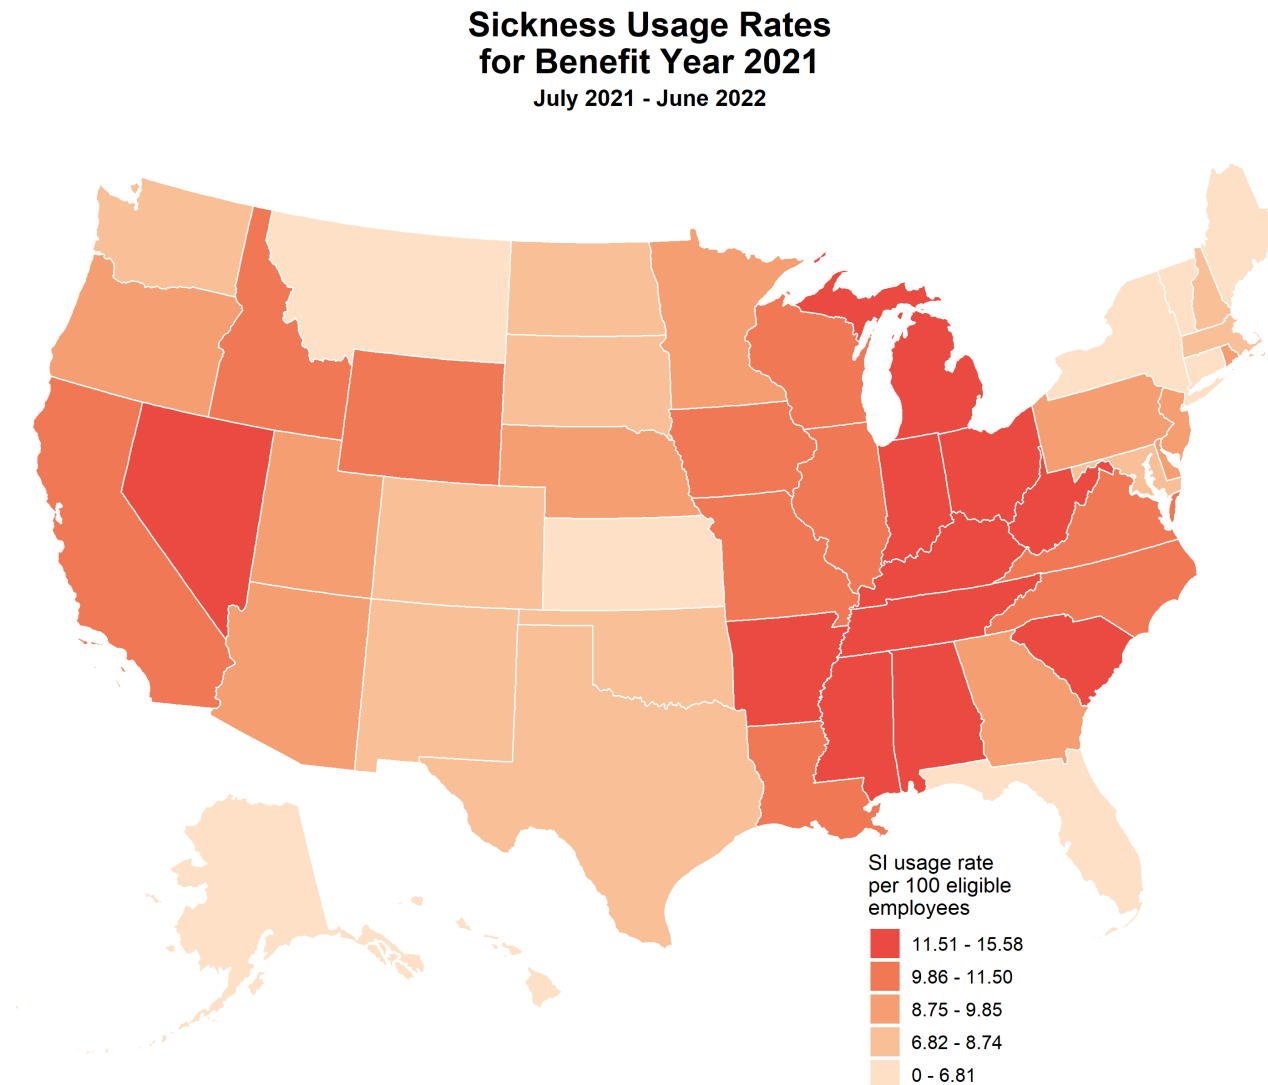 Sickness Usage Rates
for Benefit Year 2021
July 2021 - June 2022
SI usage rate
per 100 eligible
employees
11.51 - 15.58
9.86 - 11.50
8.75 - 9.85
6.82 - 8.74
0 - 6.81